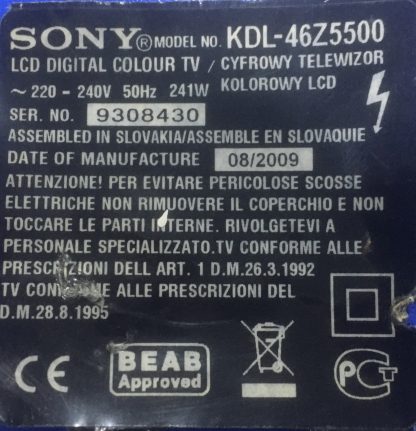 SONY® MODEL NO. KDL-46Z5500
LCD DIGITAL COLOUR TV / CYFROWY TELEWIZOR
~ 220 - 240V 50Hz 241W KOLOROWY LCD
SER. NO. 9308430
ASSEMBLED IN SLOVAKIA/ASSEMBLE EN SLOVAQUIE
DATE OF MANUFACTURE 08/2009
ATTENZIONE! PER EVITARE PERICOLOSE SCOSSE
ELETTRICHE NON RIMUOVERE IL COPERCHIO E NON
TOCCARE LE PARTI INTERNE. RIVOLGETEVI A
PERSONALE SPECIALIZZATO.TV CONFORME ALLE
PRESCRIZIONI DELL ART. 1 D.M.26.3.1992
TV CONFORME ALLE PRESCRIZIONI DEL
D.M.28.8.1995
CE BEAB PCT
Approved